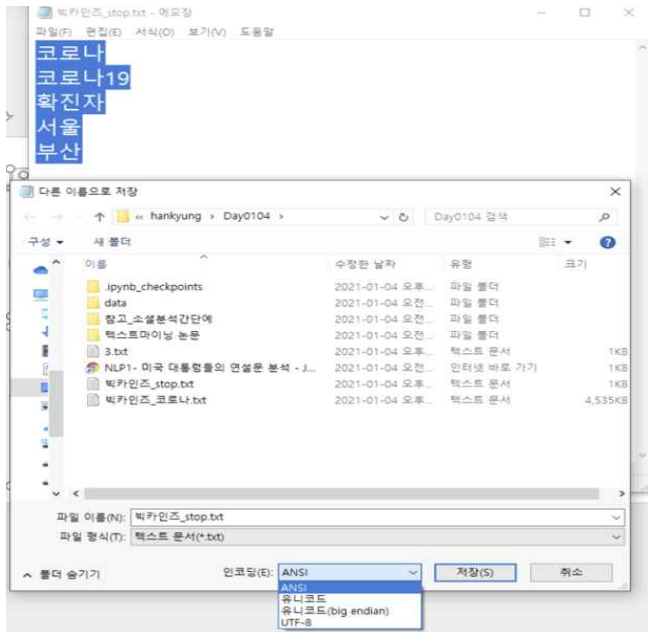 빅카인즈_stop.txt - 메모장
파일(F) 편집(E) 서식(O) 보기(V) 도움말
코로나
코로나19
확진자
서울
부산
다른 이름으로 저장
« hankyung › Day0104 ›
Day0104 검색
구성 새 폴더
이름 수정한 날짜 유형 크기
.ipynb_checkpoints 2021-01-04 오후... 파일 폴더
data 2021-01-04 오전... 파일 폴더
참고_소셜분석간단예 2021-01-04 오전... 파일 폴더
텍스트마이닝 논문 2021-01-04 오전... 파일 폴더
3.txt 2021-01-04 오후... 텍스트 문서 1KB
NLP1- 미국 대통령들의 연설문 분석 - J... 2021-01-04 오전... 인터넷 바로 가기 1KB
빅카인즈_stop.txt 2021-01-04 오후... 텍스트 문서 1KB
빅카인즈_코로나.txt 2021-01-04 오후... 텍스트 문서 4,535KB
파일 이름(N): 빅카인즈_stop.txt
파일 형식(T): 텍스트 문서(*.txt)
폴더 숨기기 인코딩(E): ANSI 저장(S) 취소
ANSI
유니코드
유니코드(big endian)
UTF-8